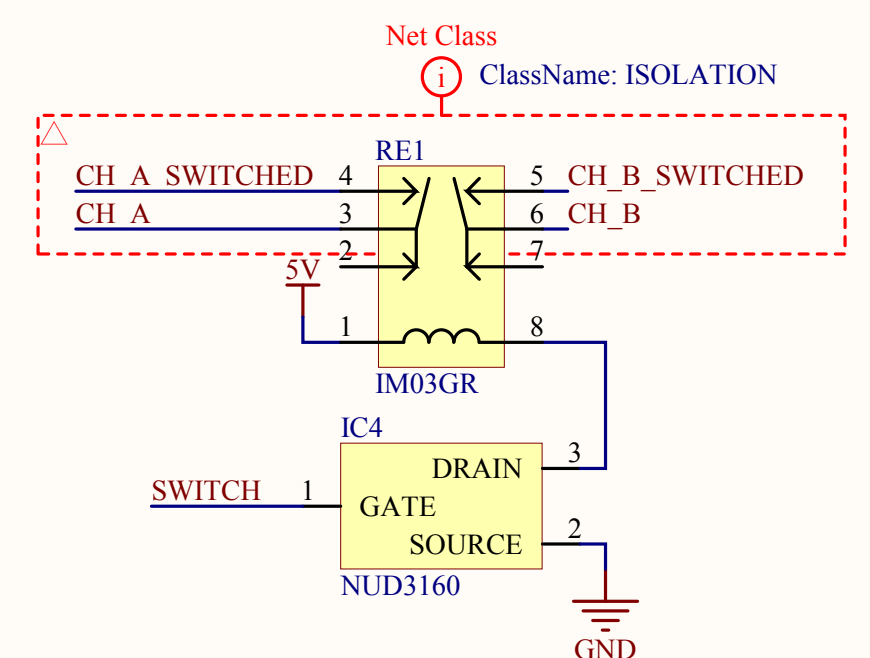 Net Class
i ClassName: ISOLATION
RE1
CH_A_SWITCHED 4 5 CH_B_SWITCHED
CH_A 3 6 CH_B
2 7
5V
1 8
IM03GR
IC4
DRAIN 3
SWITCH 1 GATE
SOURCE 2
NUD3160
GND